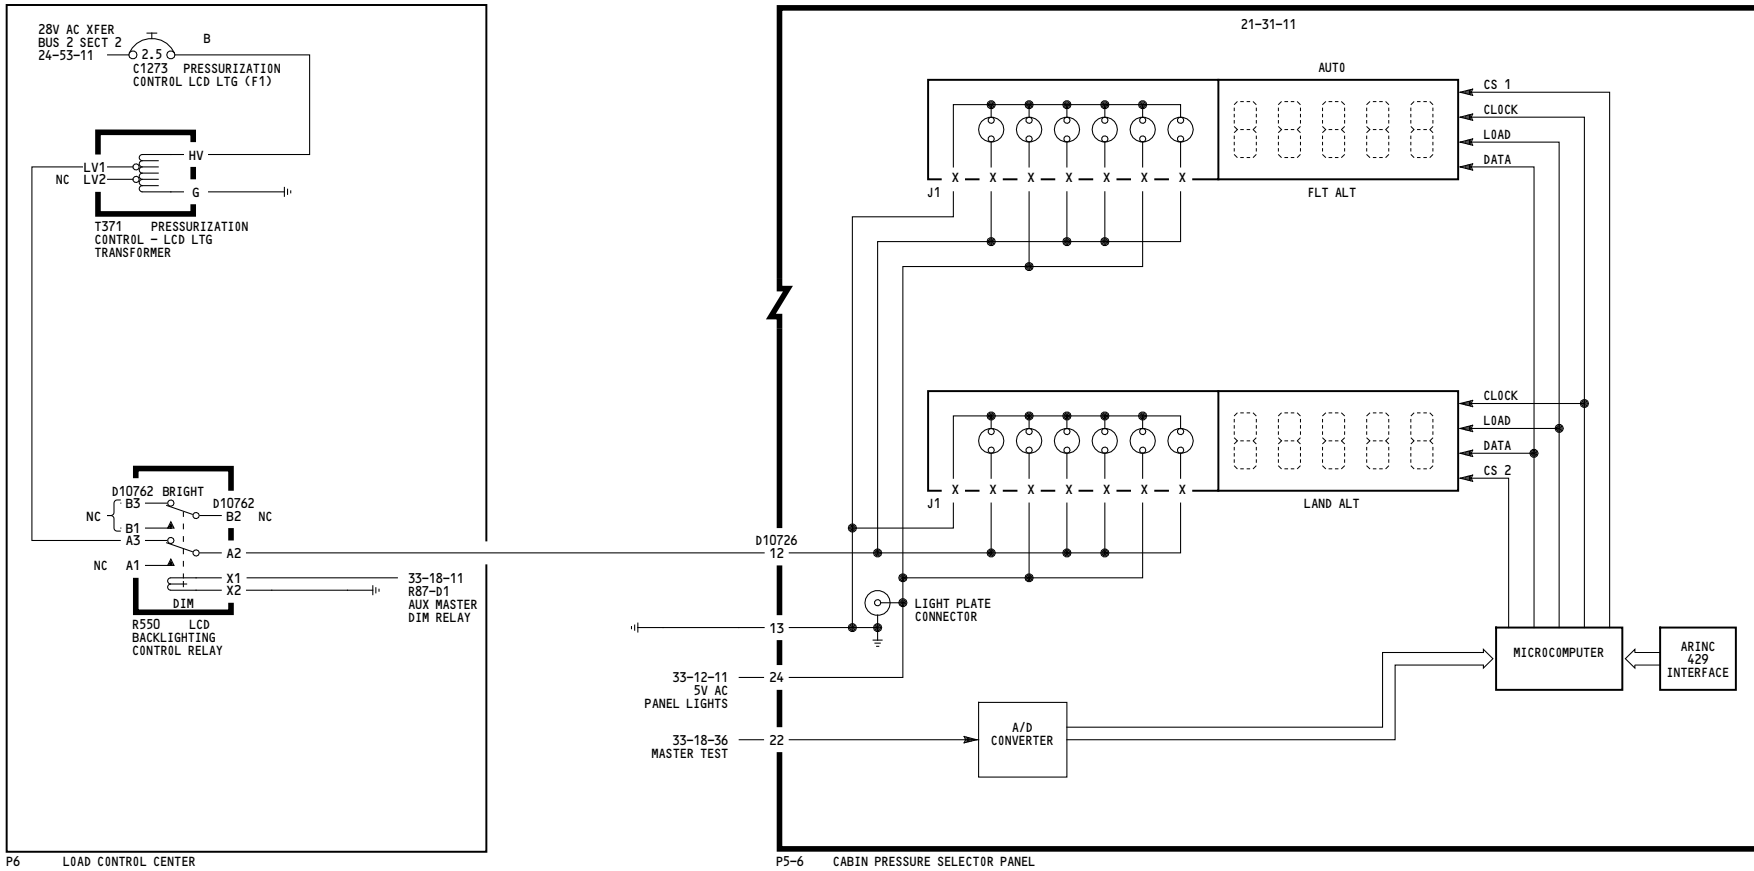 28V AC XFER
BUS 2 SECT 2
24-53-11
2.5
B
C1273 PRESSURIZATION
CONTROL LCD LTG (F1)
HV
LV1
NC LV2
G
T371 PRESSURIZATION
CONTROL - LCD LTG
TRANSFORMER
D10762 BRIGHT
B3
D10762
NC
B2 NC
B1
A3
A2
NC A1
X1
X2
DIM
33-18-11
R87-D1
AUX MASTER
DIM RELAY
R550 LCD
BACKLIGHTING
CONTROL RELAY
P6 LOAD CONTROL CENTER
21-31-11
AUTO
CS 1
CLOCK
LOAD
DATA
X X X X X X X
J1
FLT ALT
CLOCK
LOAD
DATA
CS 2
X X X X X X X
J1
LAND ALT
D10726
12
LIGHT PLATE
CONNECTOR
13
33-12-11
5V AC
PANEL LIGHTS
24
33-18-36
MASTER TEST
22
A/D
CONVERTER
MICROCOMPUTER
ARINC
429
INTERFACE
P5-6 CABIN PRESSURE SELECTOR PANEL